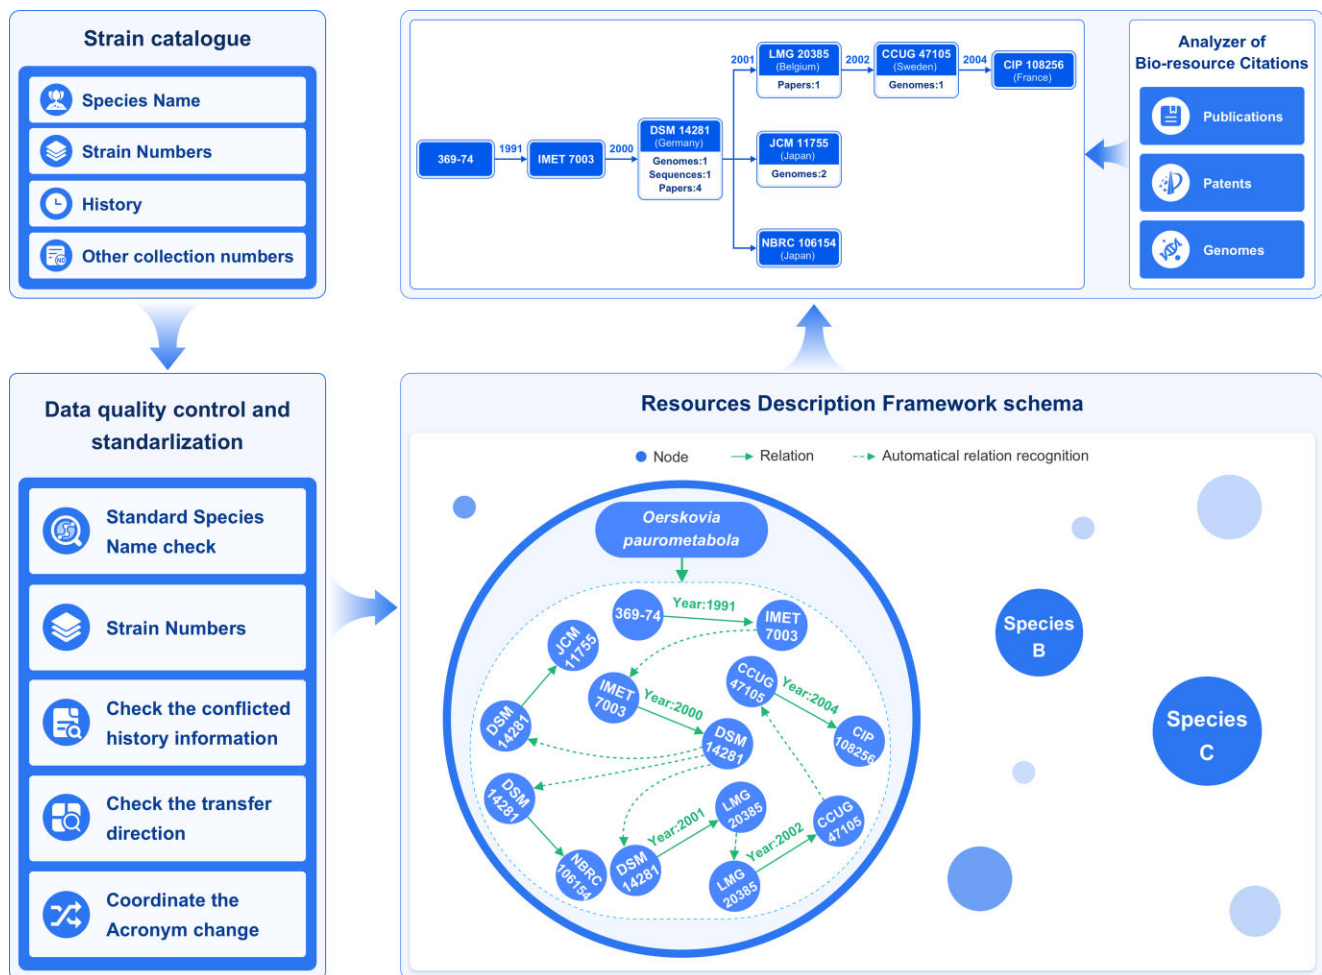 Strain catalogue
Species Name
Strain Numbers
History
Other collection numbers
369-74
1991
IMET 7003
2000
DSM 14281
(Germany)
Genomes:1
Sequences:1
Papers:4
2001
LMG 20385
(Belgium)
Papers:1
2002
CCUG 47105
(Sweden)
Genomes:1
2004
CIP 108256
(France)
JCM 11755
(Japan)
Genomes:2
NBRC 106154
(Japan)
Analyzer of
Bio-resource Citations
Publications
Patents
Genomes
Data quality control and
standarlization
Standard Species
Name check
Strain Numbers
Check the conflicted
history information
Check the transfer
direction
Coordinate the
Acronym change
Resources Description Framework schema
Node
Relation
Automatical relation recognition
Oerskovia
paurometabola
369-74
Year:1991
IMET
7003
JCM
11755
IMET
7003
Year:2000
CCUG
47105
Year:2004
DSM
14281
DSM
14281
CIP
108256
DSM
14281
Year:2001
LMG
20385
CCUG
47105
NBRC
106154
DSM
14281
Year:2002
LMG
20385
Species
B
Species
C